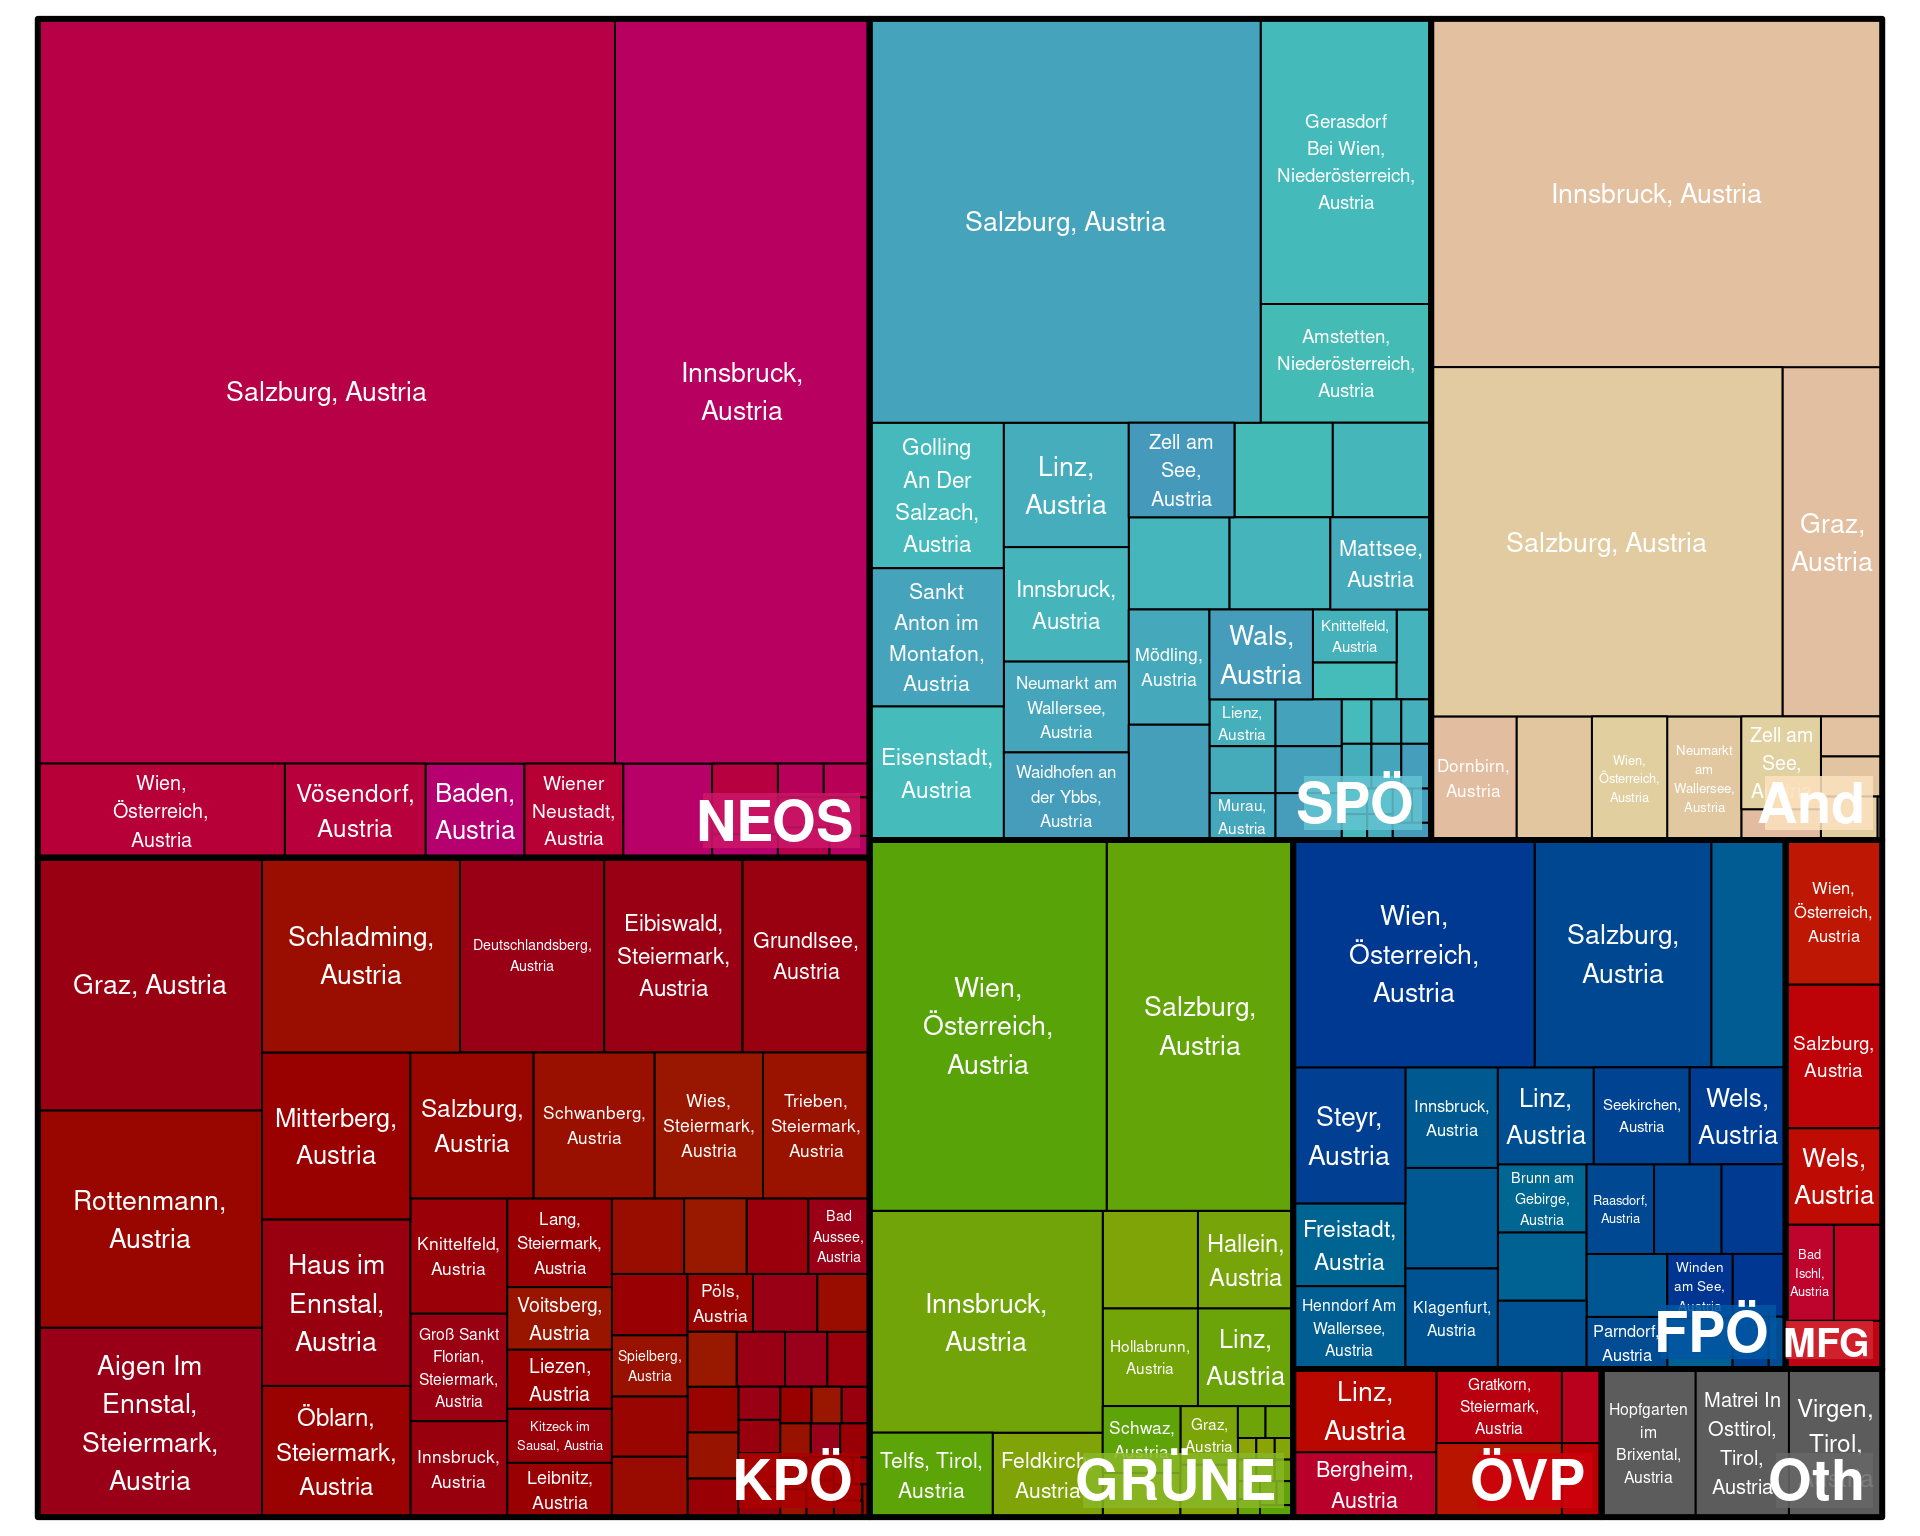 Salzburg, Austria
Innsbruck,
Austria
Wien,
Österreich,
Austria
Vösendorf,
Austria
Baden,
Austria
Wiener
Neustadt,
Austria
NEOS
Salzburg, Austria
Gerasdorf
Bei Wien,
Niederösterreich,
Austria
Amstetten,
Niederösterreich,
Austria
Golling
An Der
Salzach,
Austria
Linz,
Austria
Zell am
See,
Austria
Sankt
Anton im
Montafon,
Austria
Innsbruck,
Austria
Mattsee,
Austria
Neumarkt am
Wallersee,
Austria
Mödling,
Austria
Wals,
Austria
Knittelfeld,
Austria
Lienz,
Austria
Eisenstadt,
Austria
Waidhofen an
der Ybbs,
Austria
Murau,
Austria
SPÖ
Innsbruck, Austria
Salzburg, Austria
Graz,
Austria
Dornbirn,
Austria
Wien,
Österreich,
Austria
Neumarkt
am
Wallersee,
Austria
Zell am
See,
And
Graz, Austria
Schladming,
Austria
Deutschlandsberg,
Austria
Eibiswald,
Steiermark,
Austria
Grundlsee,
Austria
Rottenmann,
Austria
Mitterberg,
Austria
Salzburg,
Austria
Schwanberg,
Austria
Wies,
Steiermark,
Austria
Trieben,
Steiermark,
Austria
Aigen Im
Ennstal,
Steiermark,
Austria
Haus im
Ennstal,
Austria
Öblarn,
Steiermark,
Austria
Knittelfeld,
Austria
Lang,
Steiermark,
Austria
Bad
Aussee,
Austria
Voitsberg,
Austria
Pöls,
Austria
Groß Sankt
Florian,
Steiermark,
Austria
Liezen,
Austria
Spielberg,
Austria
Kitzeck im
Sausal, Austria
Innsbruck,
Austria
Leibnitz,
Austria
KPÖ
Wien,
Österreich,
Austria
Salzburg,
Austria
Innsbruck,
Austria
Hallein,
Austria
Hollabrunn,
Austria
Linz,
Austria
Schwaz,
Austria
Graz,
Austria
Telfs, Tirol,
Austria
Feldkirch,
Austria
GRÜNE
Wien,
Österreich,
Austria
Salzburg,
Austria
Steyr,
Austria
Innsbruck,
Austria
Linz,
Austria
Seekirchen,
Austria
Wels,
Austria
Brunn am
Gebirge,
Austria
Raasdorf,
Austria
Freistadt,
Austria
Henndorf Am
Wallersee,
Austria
Klagenfurt,
Austria
Winden
am See,
Austria
Parndorf,
Austria
FPÖ
Wien,
Österreich,
Austria
Salzburg,
Austria
Wels,
Austria
Bad
Ischl,
Austria
MFG
Linz,
Austria
Gratkorn,
Steiermark,
Austria
Bergheim,
Austria
ÖVP
Hopfgarten
im
Brixental,
Austria
Matrei In
Osttirol,
Tirol,
Austria
Virgen,
Tirol,
Oth